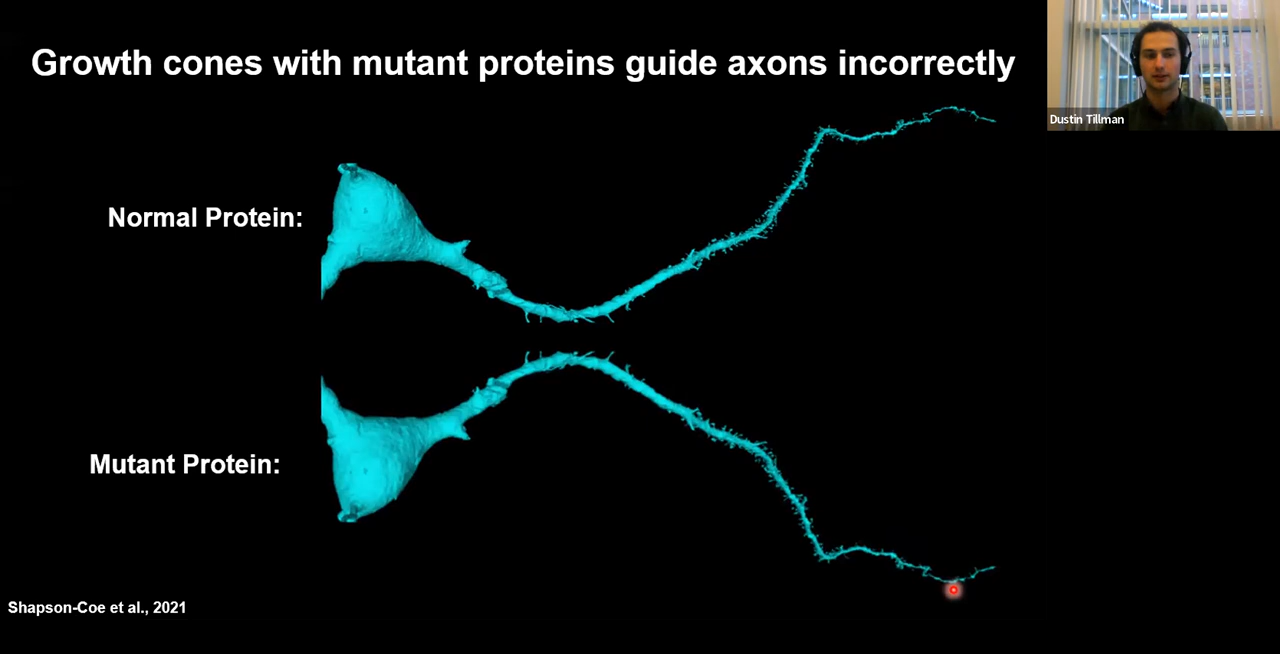 Growth cones with mutant proteins guide axons incorrectly
Dustin Tillman
Normal Protein:
Mutant Protein:
Shapson-Coe et al., 2021